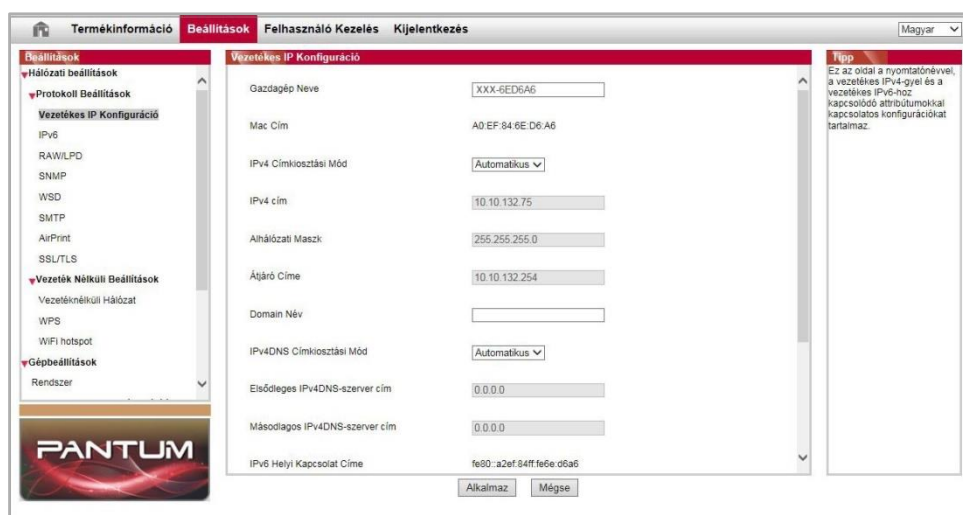 Termékinformáció Beállítások Felhasználó Kezelés Kijelentkezés Magyar
Beállítások
Hálózati beállítások
Protokoll Beállítások
Vezetékes IP Konfiguráció
IPv6
RAW/LPD
SNMP
WSD
SMTP
AirPrint
SSL/TLS
Vezeték Nélküli Beállítások
Vezetéknélküli Hálózat
WPS
WiFi hotspot
Gépbeállítások
Rendszer
PANTUM
Vezetékes IP Konfiguráció
Gazdagép Neve XXX-6ED6A6
Mac Cím A0:EF:84:6E:D6:A6
IPv4 Címkiosztási Mód Automatikus
IPv4 cím 10.10.132.75
Alhálózati Maszk 255.255.255.0
Átjáró Címe 10.10.132.254
Domain Név
IPv4DNS Címkiosztási Mód Automatikus
Elsődleges IPv4DNS-szerver cím 0.0.0.0
Másodlagos IPv4DNS-szerver cím 0.0.0.0
IPv6 Helyi Kapcsolat Címe fe80::a2ef:84ff:fe6e:d6a6
Alkalmaz Mégse
Tipp
Ez az oldal a nyomtatónévvel,
a vezetékes IPv4-gyel és a
vezetékes IPv6-hoz
kapcsolódó attribútumokkal
kapcsolatos konfigurációkat
tartalmaz.